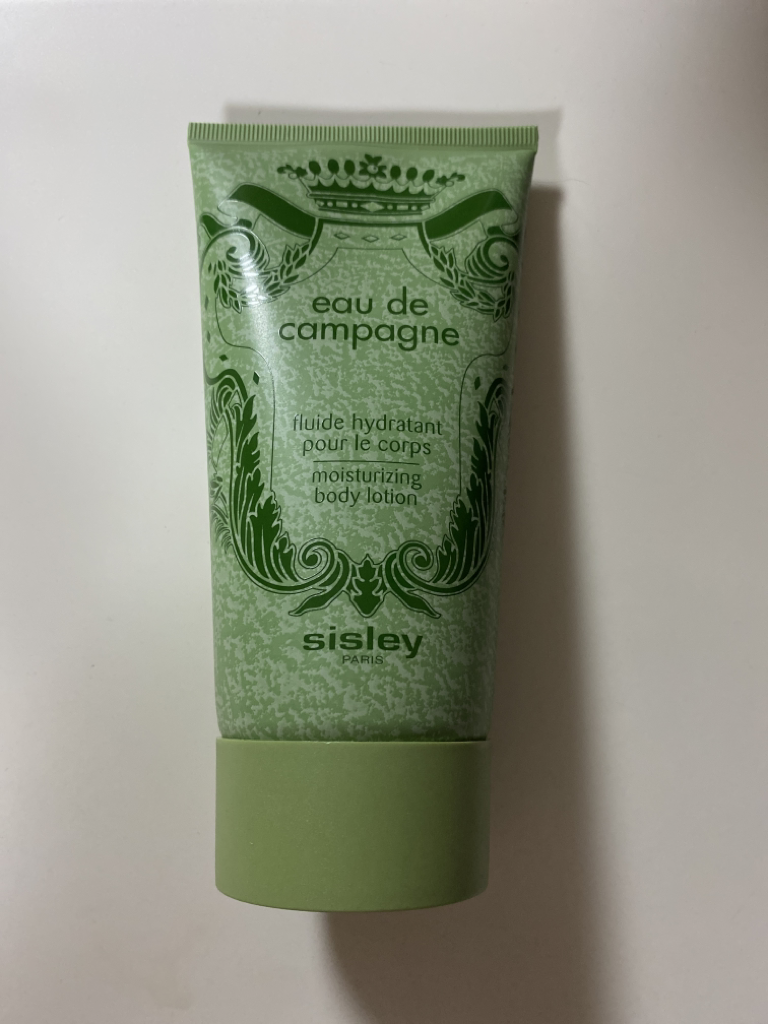 eau de
campagne
fluide hydratant
pour le corps
moisturizing
body lotion
sisley
PARIS